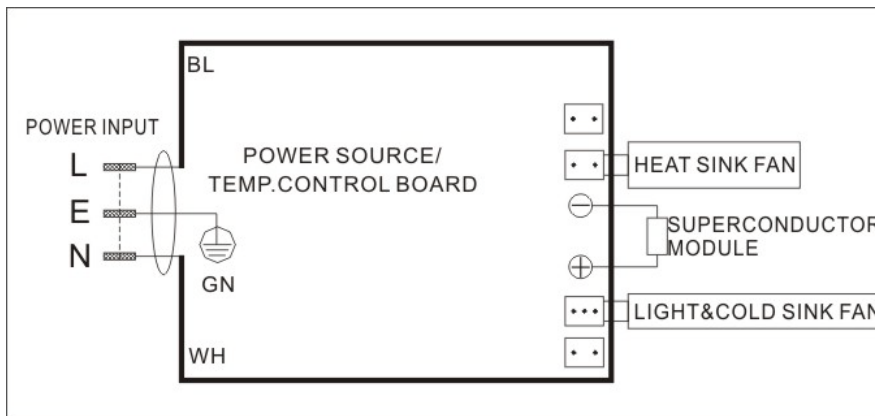 BL
POWER INPUT
L
E
N
POWER SOURCE/
TEMP.CONTROL BOARD
GN
WH
HEAT SINK FAN
SUPERCONDUCTOR
MODULE
LIGHT&COLD SINK FAN